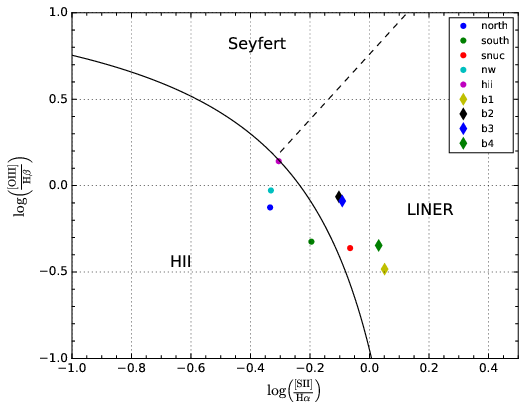 1.0
0.5
0.0
−0.5
−1.0
log([OIII]/Hβ)
Seyfert
LINER
HII
north
south
snuc
nw
hii
b1
b2
b3
b4
−1.0 −0.8 −0.6 −0.4 −0.2 0.0 0.2 0.4
log([SII]/Hα)